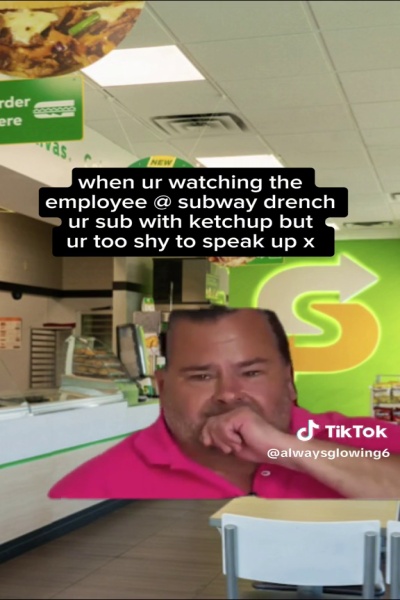 rder
ere
vas.
NEW
when ur watching the
employee @ subway drench
ur sub with ketchup but
ur too shy to speak up x
TikTok
@alwaysglowing6